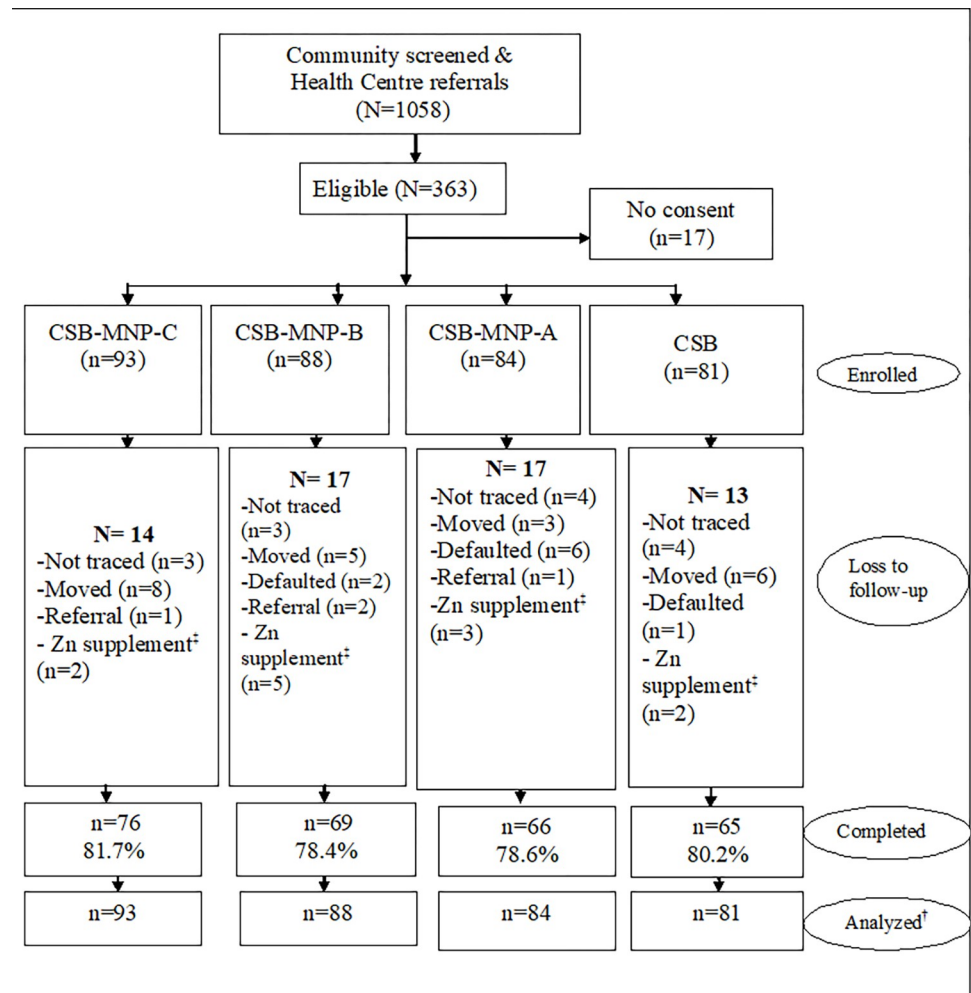 Community screened &
Health Centre referrals
(N=1058)
Eligible (N=363)
No consent
(n=17)
CSB-MNP-C
(n=93)
CSB-MNP-B
(n=88)
CSB-MNP-A
(n=84)
CSB
(n=81)
Enrolled
N= 14
-Not traced (n=3)
-Moved (n=8)
-Referral (n=1)
- Zn supplement‡
(n=2)
N= 17
-Not traced
(n=3)
-Moved (n=5)
-Defaulted (n=2)
-Referral (n=2)
- Zn
supplement‡
(n=5)
N= 17
-Not traced (n=4)
-Moved (n=3)
-Defaulted (n=6)
-Referral (n=1)
-Zn supplement‡
(n=3)
N= 13
-Not traced
(n=4)
-Moved (n=6)
-Defaulted
(n=1)
- Zn
supplement‡
(n=2)
Loss to
follow-up
n=76
81.7%
n=69
78.4%
n=66
78.6%
n=65
80.2%
Completed
n=93
n=88
n=84
n=81
Analyzed†